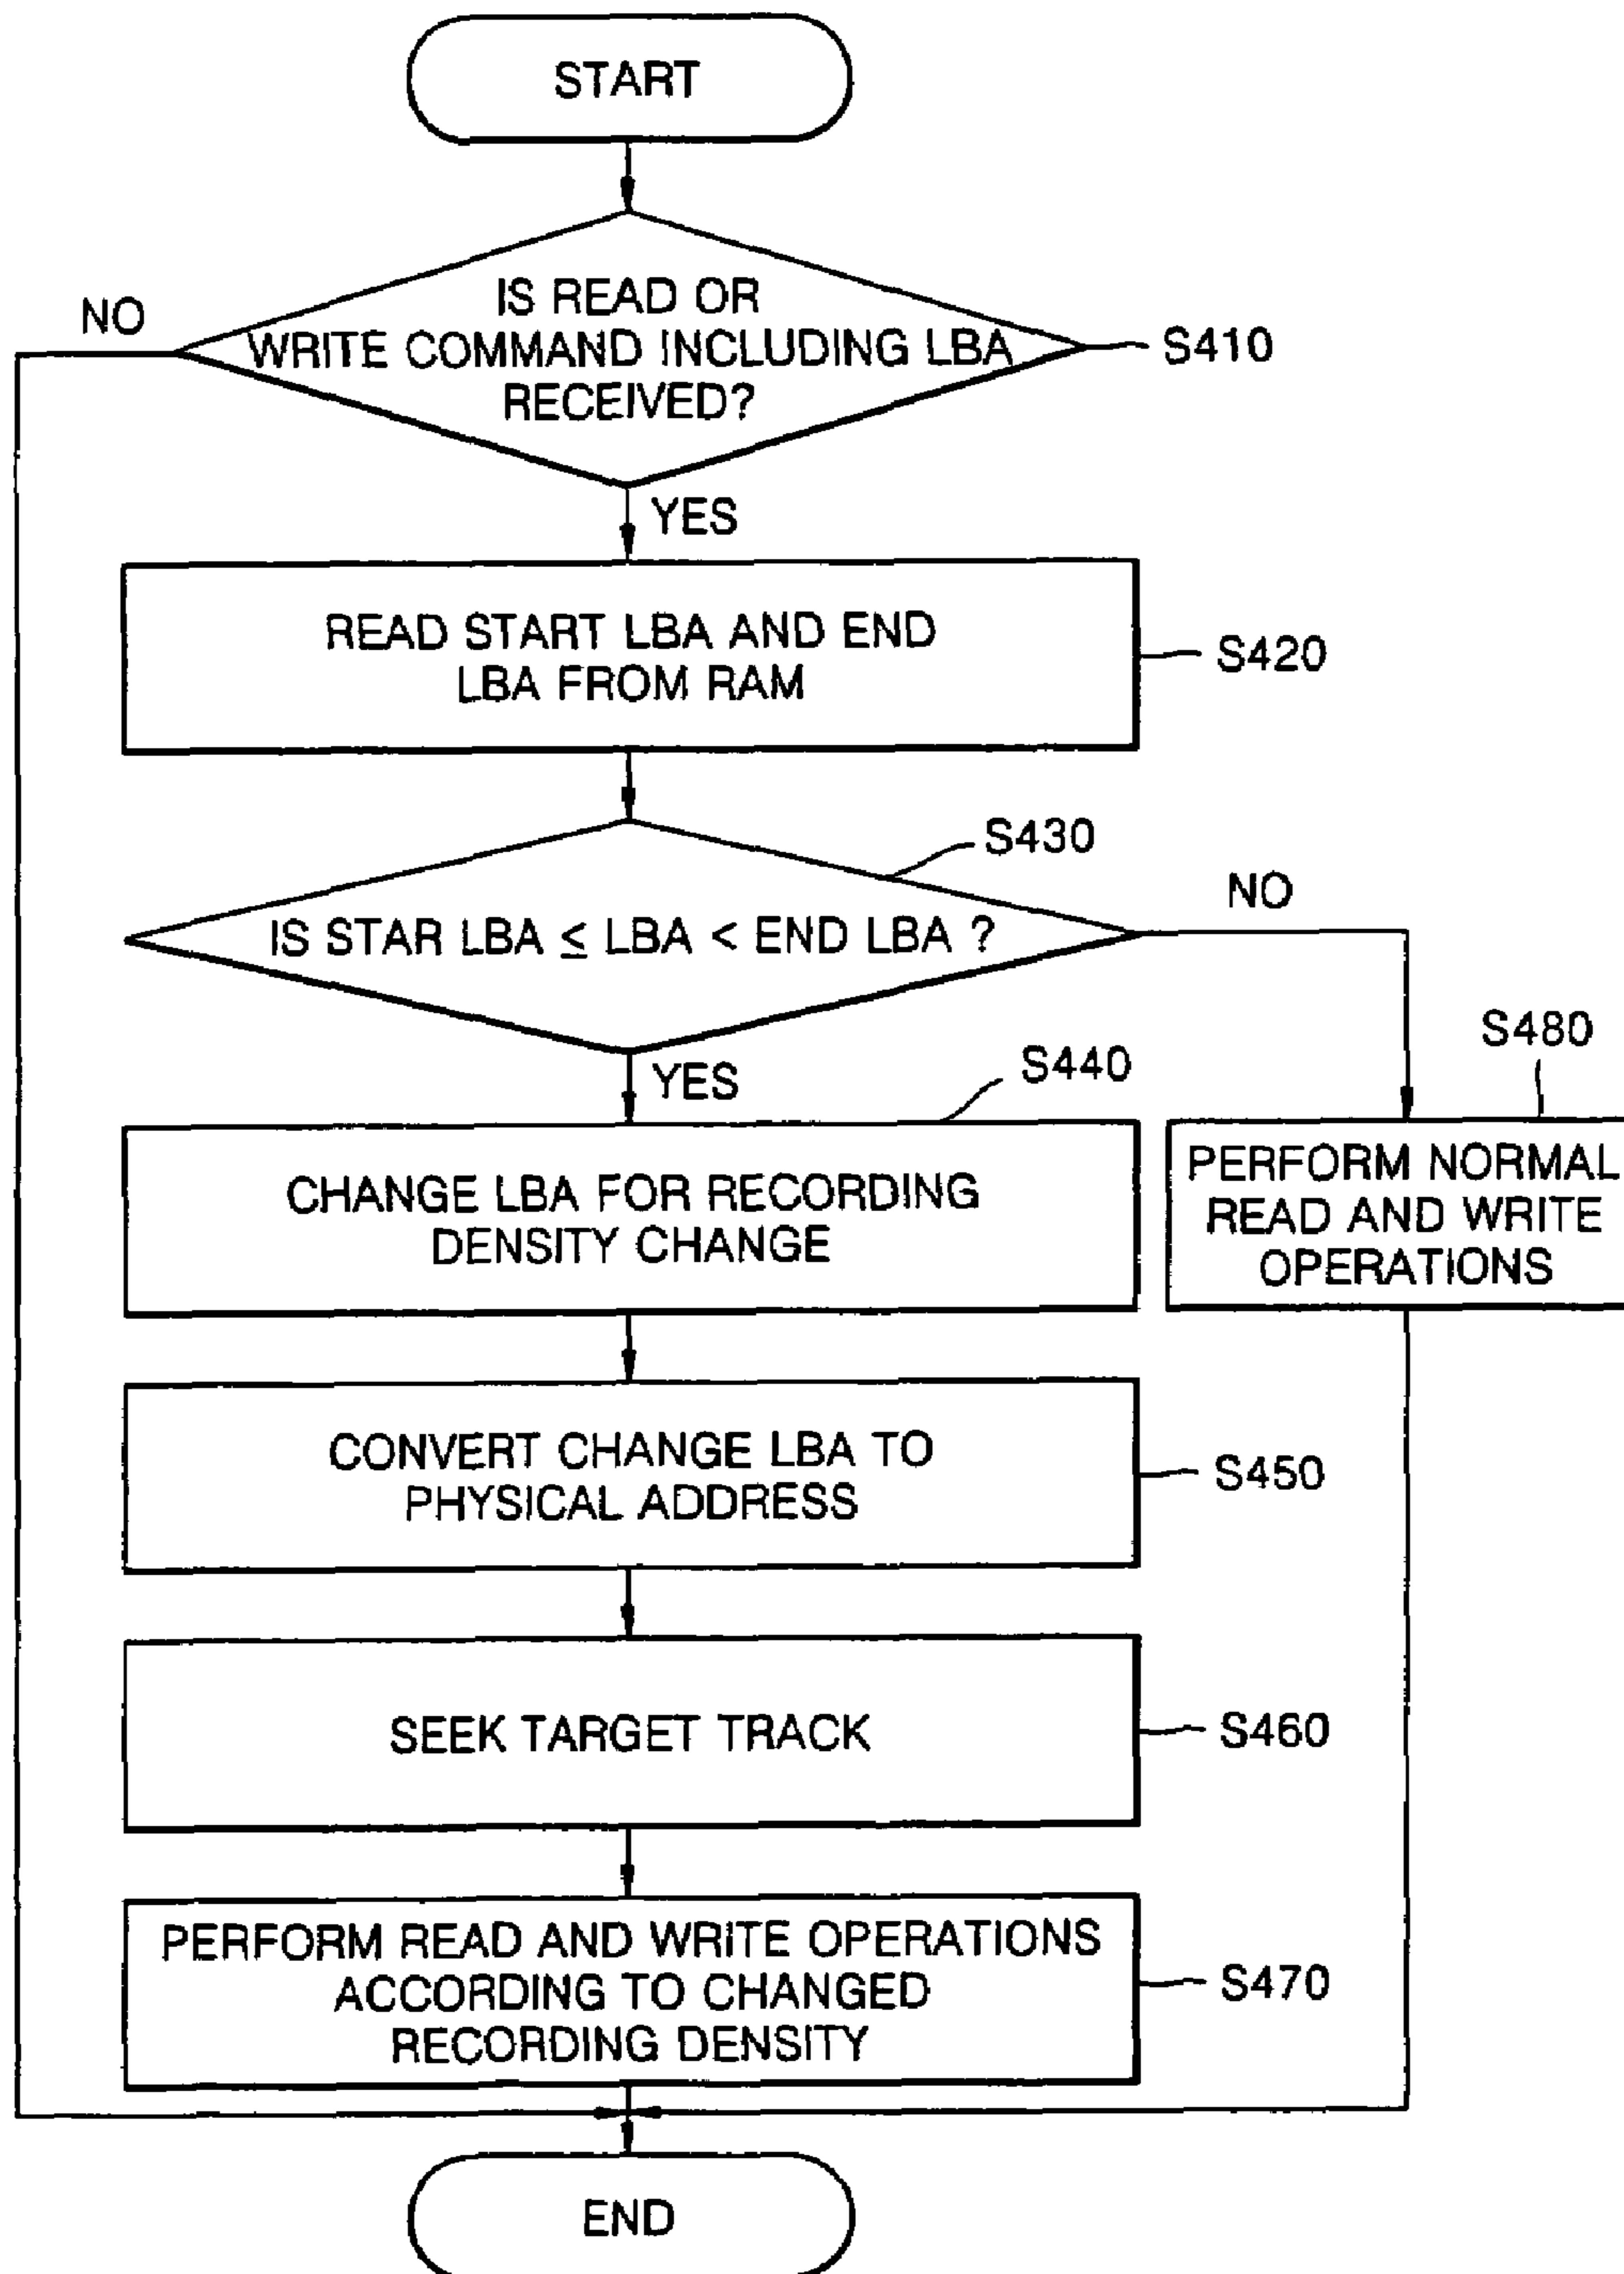 START
NO
IS READ OR
WRITE COMMAND INCLUDING LBA
RECEIVED?
S410
YES
READ START LBA AND END
LBA FROM RAM
S420
S430
IS STAR LBA ≤ LBA < END LBA ?
NO
YES
S440
S480
CHANGE LBA FOR RECORDING
DENSITY CHANGE
PERFORM NORMAL
READ AND WRITE
OPERATIONS
CONVERT CHANGE LBA TO
PHYSICAL ADDRESS
S450
SEEK TARGET TRACK
S460
PERFORM READ AND WRITE OPERATIONS
ACCORDING TO CHANGED
RECORDING DENSITY
S470
END